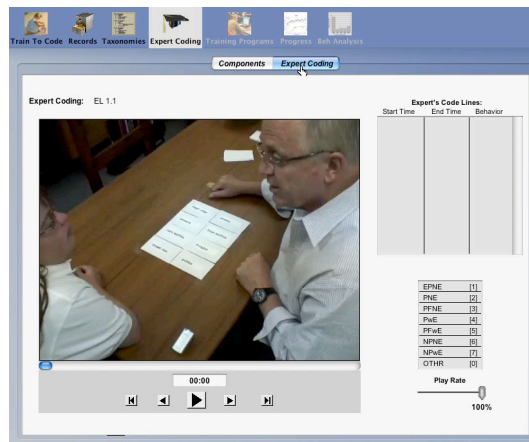 Train To Code Records Taxonomies Expert Coding Training Programs Progress Beh Analysis
Components Expert Coding
Expert Coding: EL 1.1
Expert's Code Lines:
Start Time End Time Behavior
EPNE [1]
PNE [2]
PFNE [3]
PwE [4]
PFwE [5]
NPNE [6]
NPwE [7]
OTHR [0]
00:00
Play Rate
100%